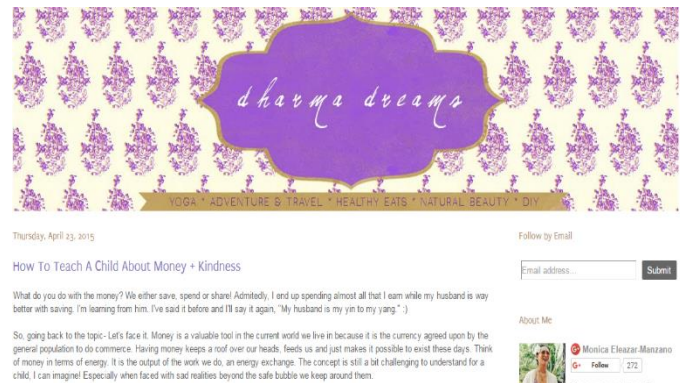 dharma dreams
YOGA * ADVENTURE & TRAVEL * HEALTHY EATS * NATURAL BEAUTY * DIY
Thursday, April 23, 2015
How To Teach A Child About Money + Kindness
What do you do with the money? We either save, spend or share! Admitedly, I end up spending almost all that I earn while my husband is way
better with saving. I'm learning from him. I've said it before and I'll say it again, "My husband is my yin to my yang." :)
So, going back to the topic- Let's face it. Money is a valuable tool in the current world we live in because it is the currency agreed upon by the
general population to do commerce. Having money keeps a roof over our heads, feeds us and just makes it possible to exist these days. Think
of money in terms of energy. It is the output of the work we do, an energy exchange. The concept is still a bit challenging to understand for a
child, I can imagine! Especially when faced with sad realities beyond the safe bubble we keep around them.
Follow by Email
Email address...
Submit
About Me
Monica Eleazar-Manzano
G+ Follow 272